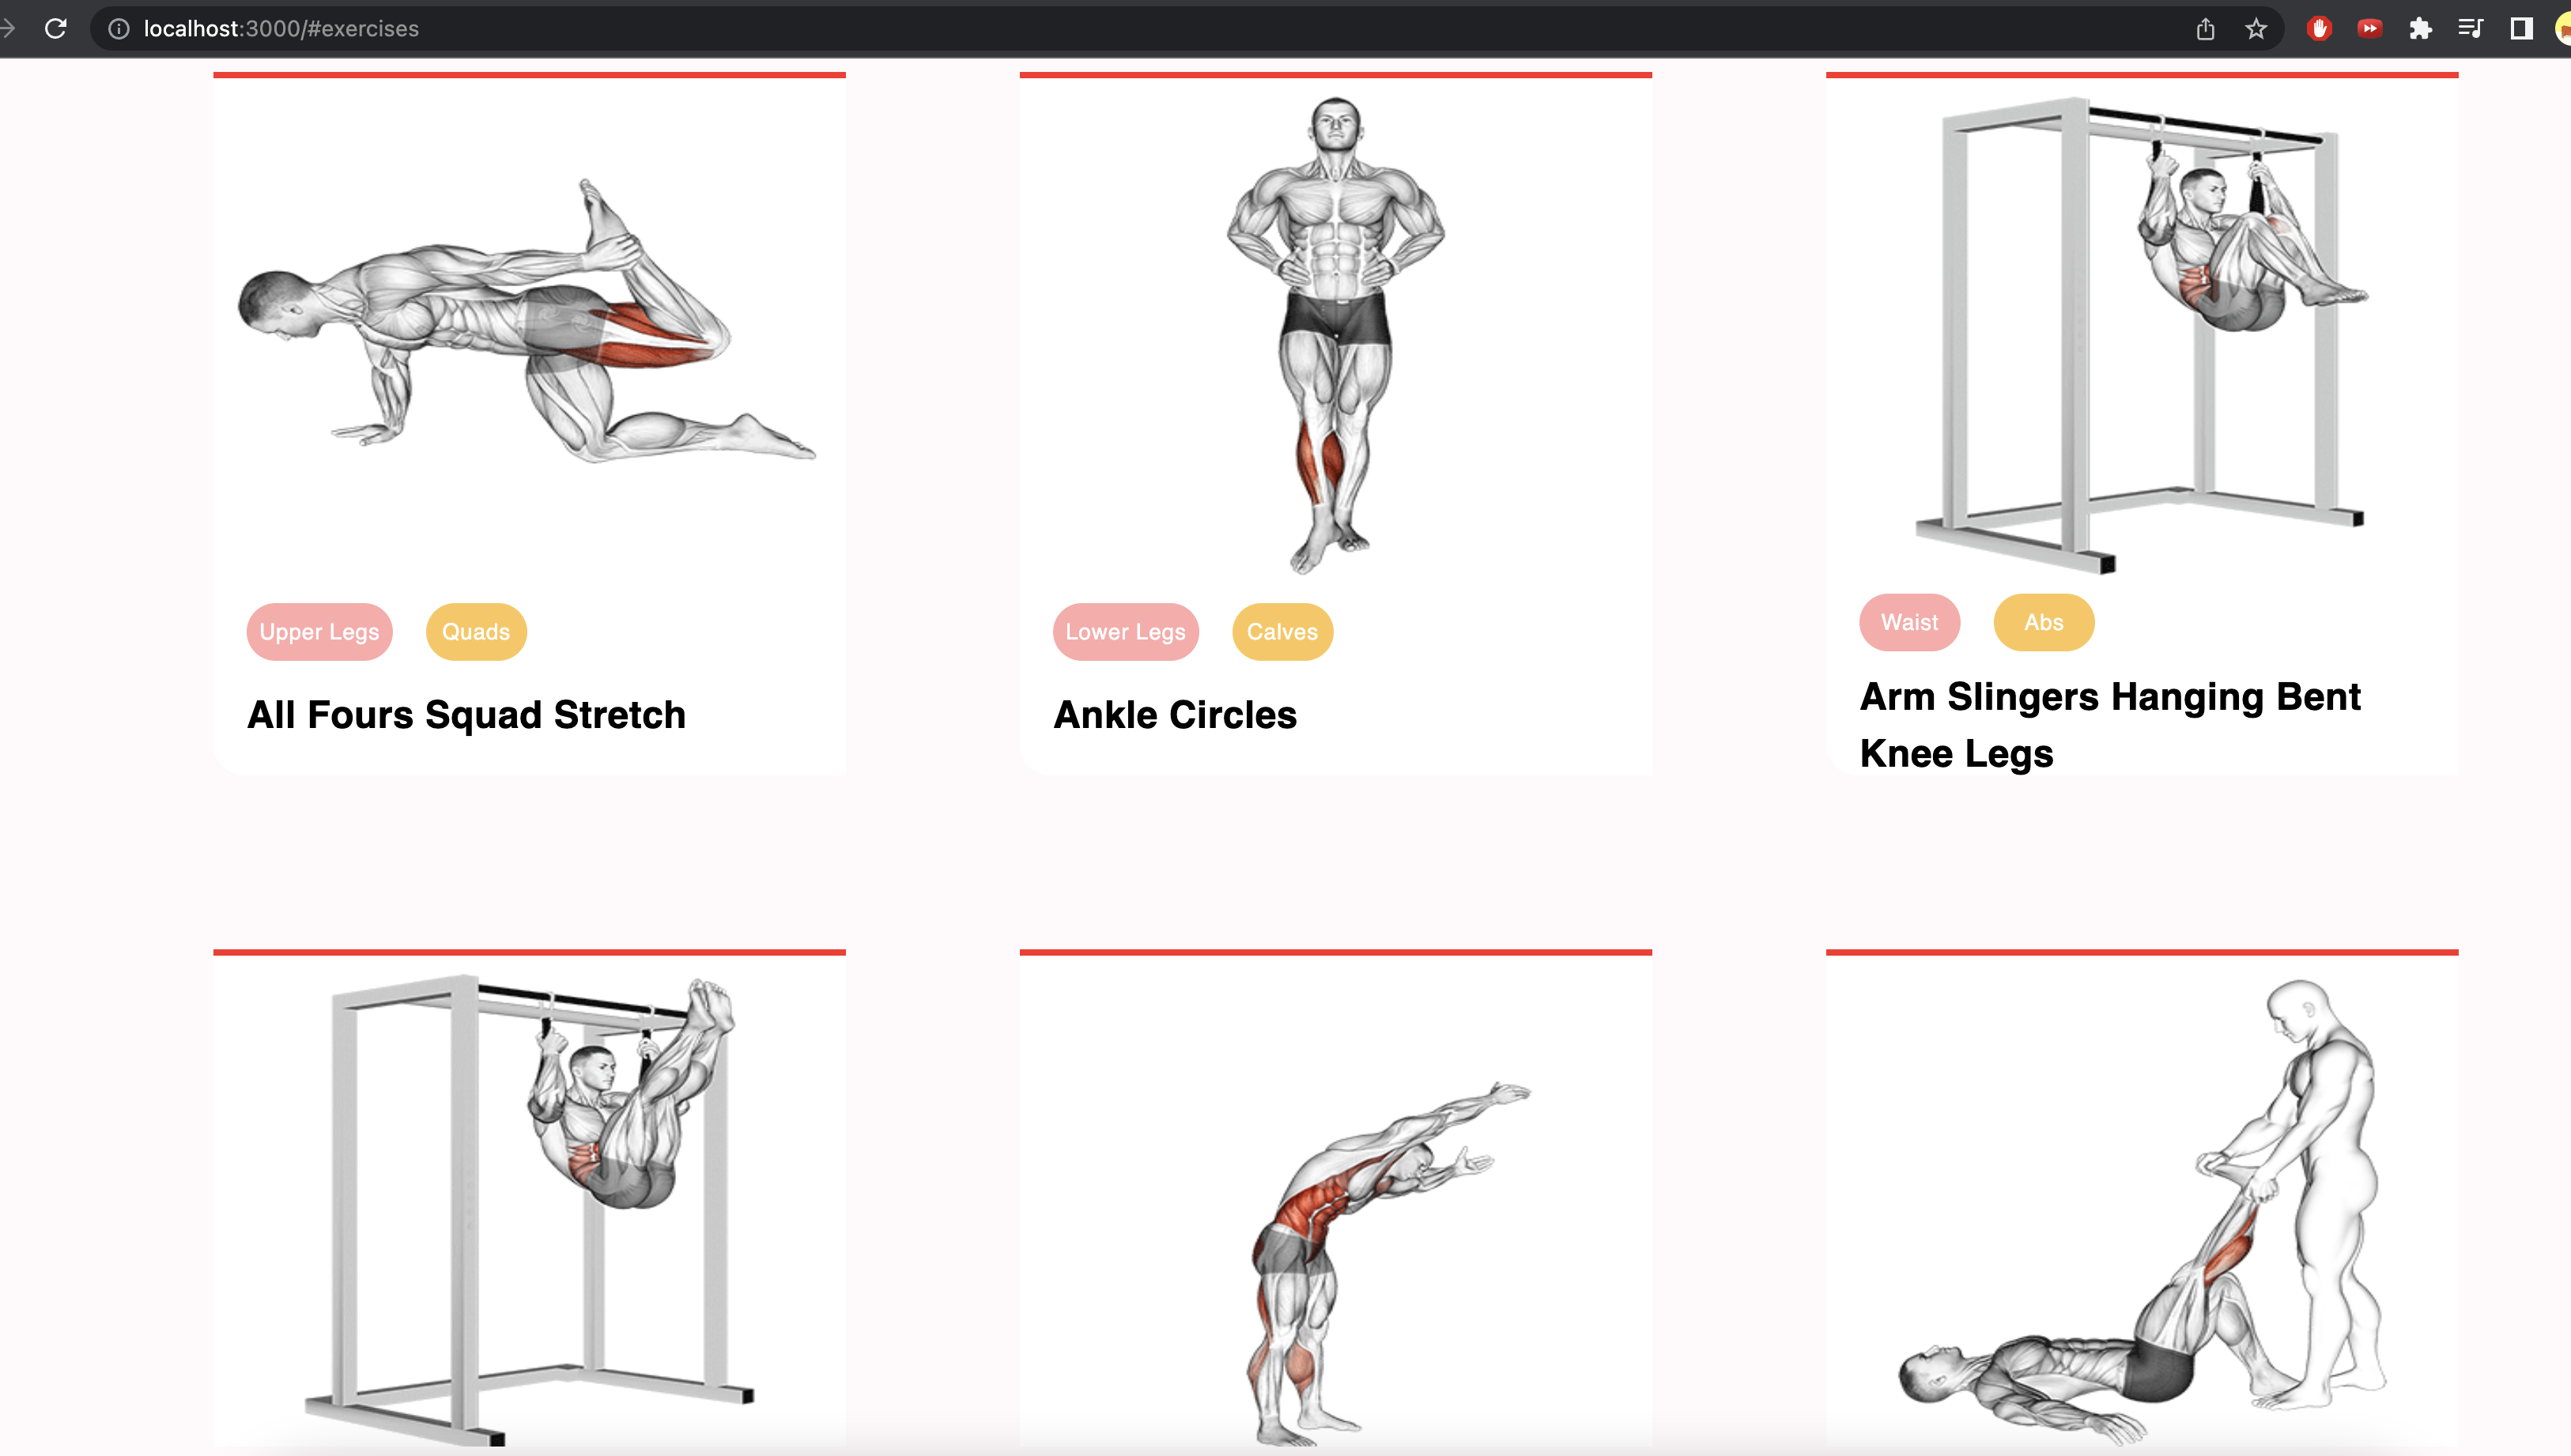 localhost:3000/#exercises
Upper Legs Quads
All Fours Squad Stretch
Lower Legs Calves
Ankle Circles
Waist Abs
Arm Slingers Hanging Bent
Knee Legs